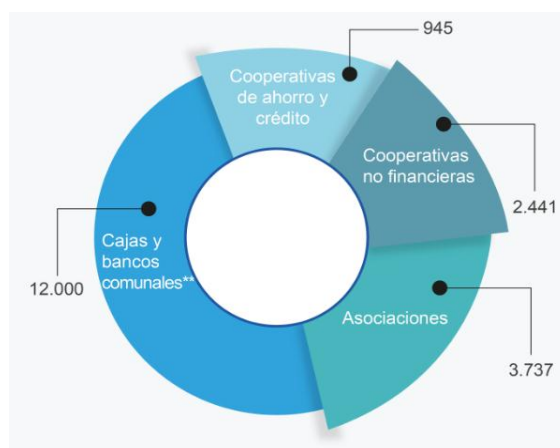 945
Cooperativas
de ahorro y
crédito
Cooperativas
no financieras
2.441
Cajas y
bancos
comunales**
12.000
Asociaciones
3.737